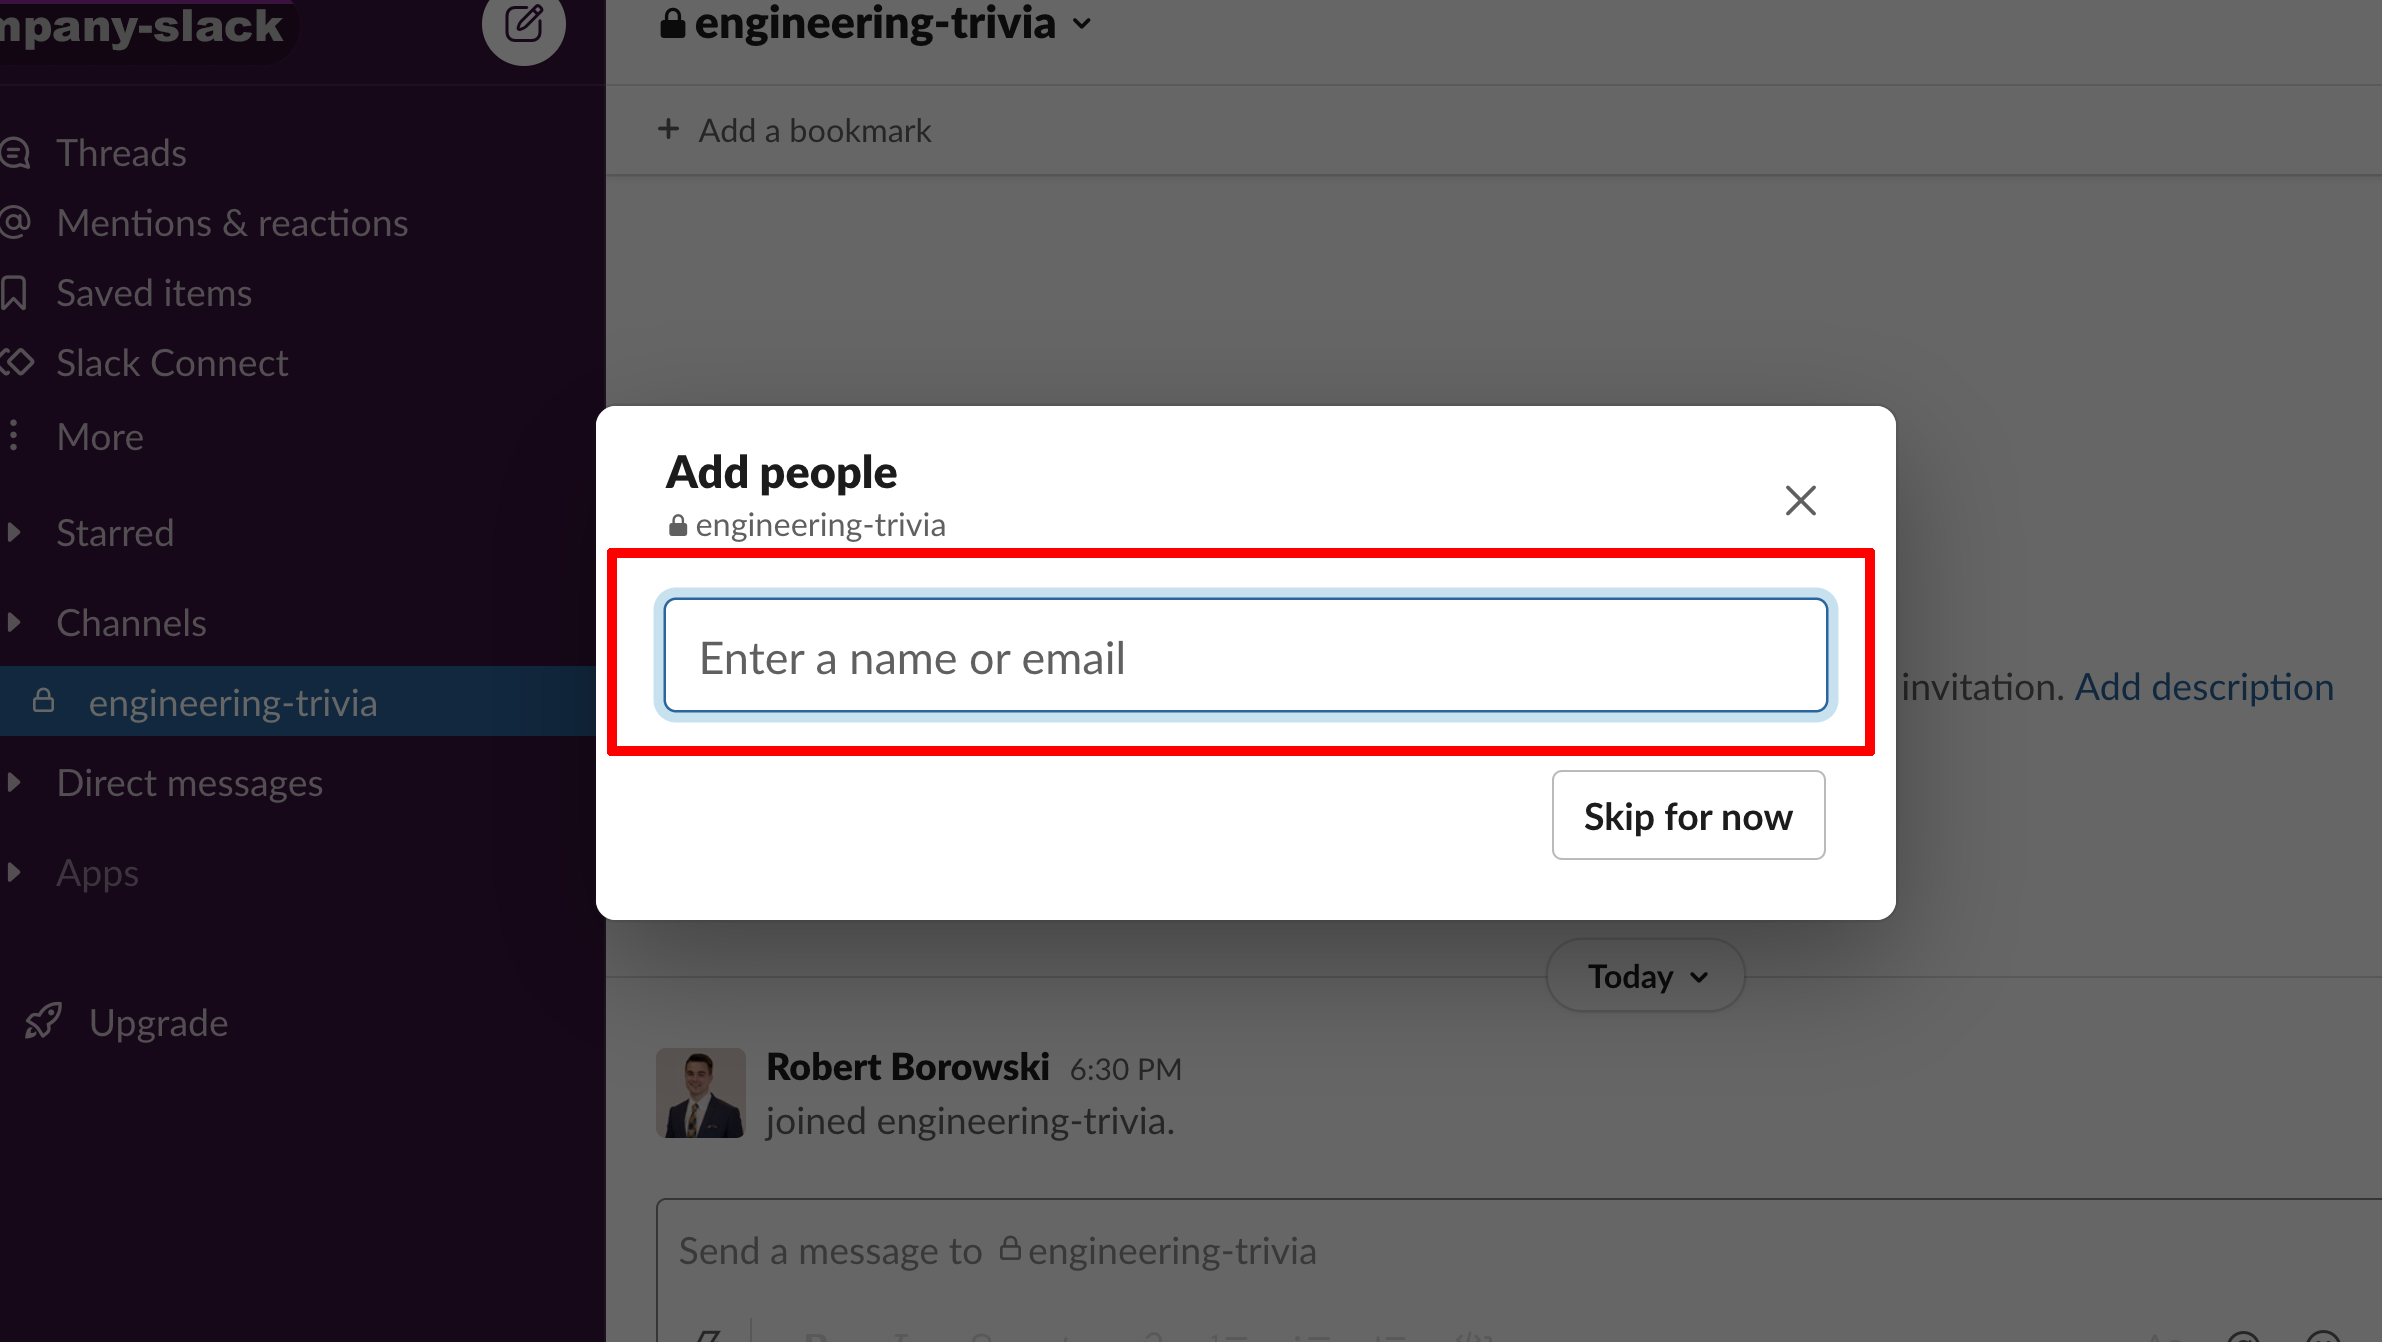 mpany-slack
Threads
Mentions & reactions
Saved items
Slack Connect
More
Starred
Channels
engineering-trivia
Direct messages
Apps
Upgrade
engineering-trivia
+ Add a bookmark
Add people
engineering-trivia
Enter a name or email
Skip for now
invitation. Add description
Today
Robert Borowski 6:30 PM
joined engineering-trivia.
Send a message to engineering-trivia